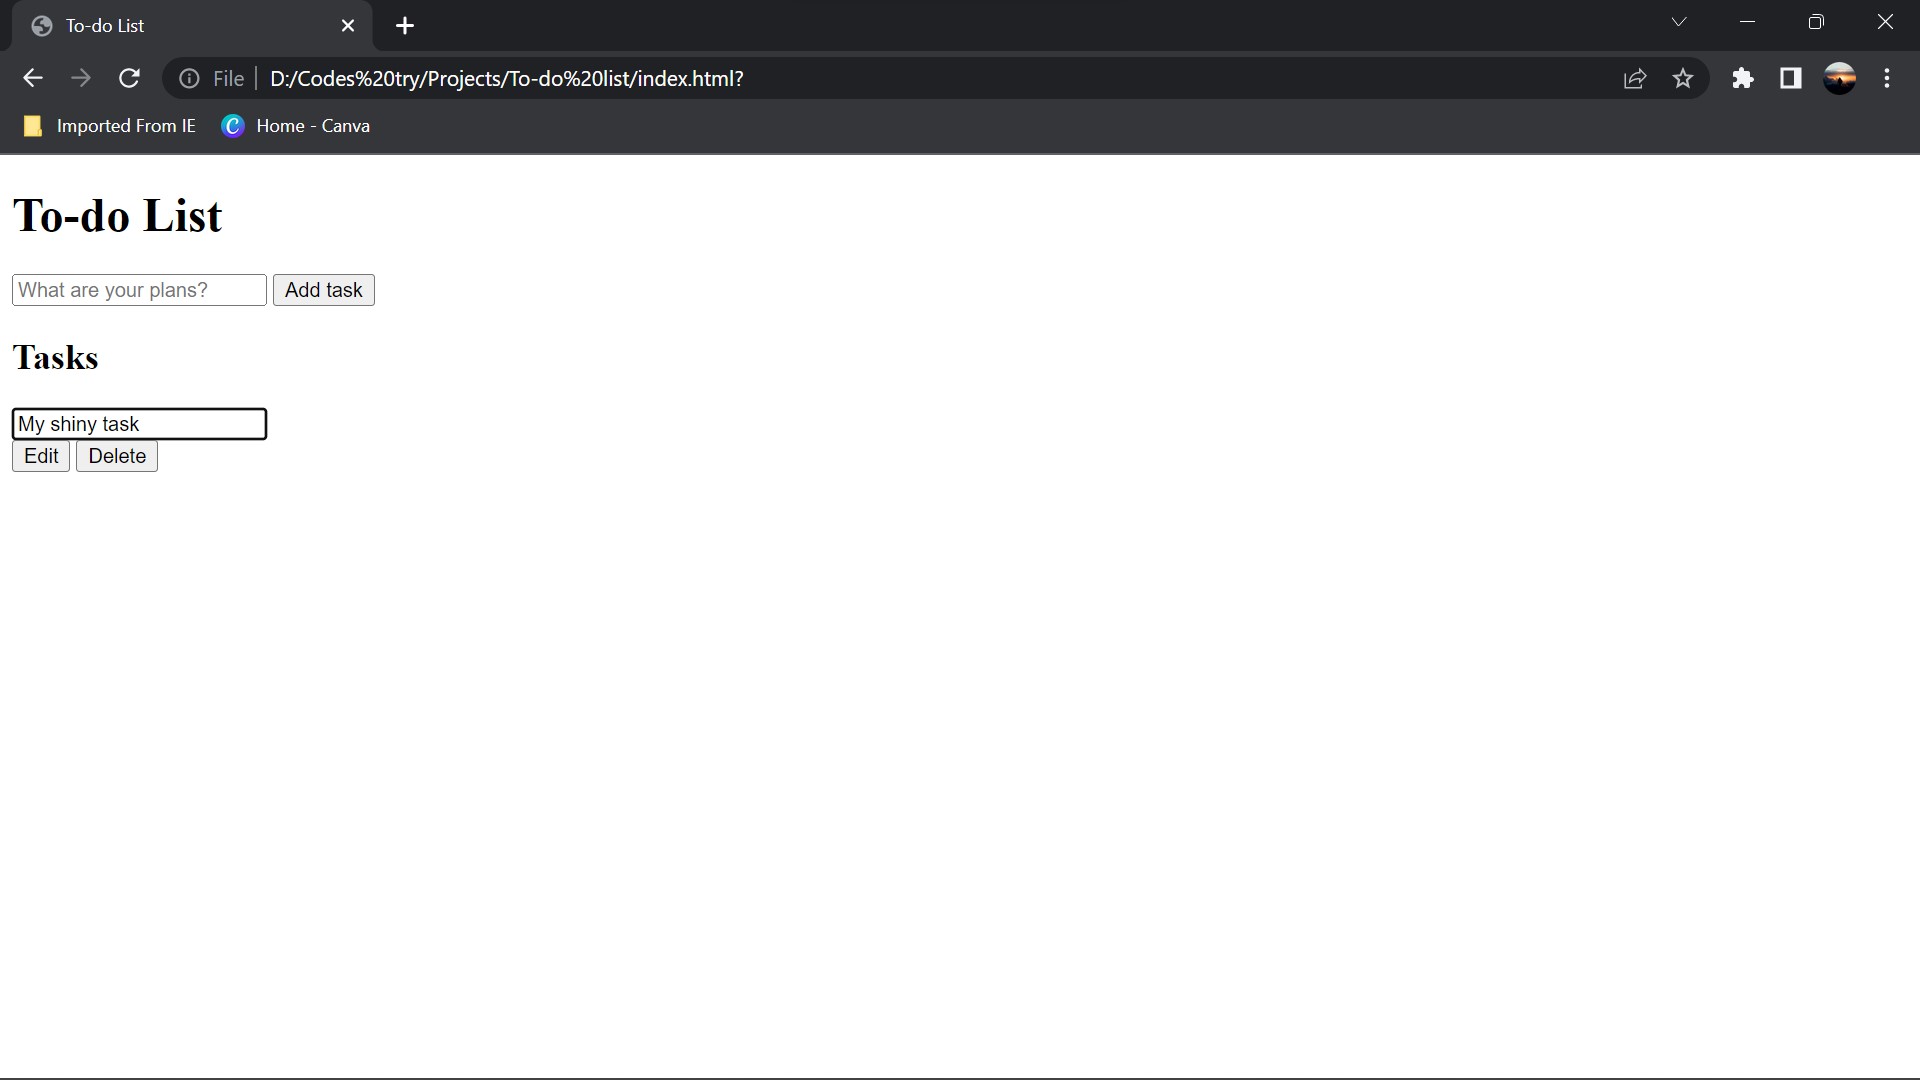 To-do List
File
D:/Codes%20try/Projects/To-do%20list/index.html?
Imported From IE
Home - Canva
To-do List
What are your plans?
Add task
Tasks
My shiny task
Edit Delete